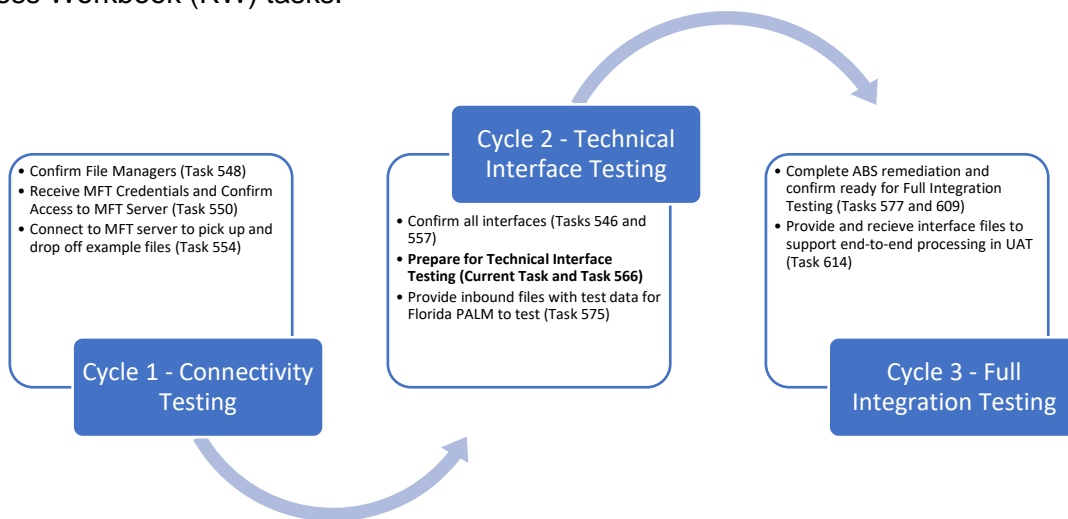 ess Workbook (RW) tasks.
• Confirm File Managers (Task 548)
• Receive MFT Credentials and Confirm
Access to MFT Server (Task 550)
• Connect to MFT server to pick up and
drop off example files (Task 554)
Cycle 1 - Connectivity
Testing
Cycle 2 - Technical
Interface Testing
• Confirm all interfaces (Tasks 546 and
557)
• Prepare for Technical Interface
Testing (Current Task and Task 566)
• Provide inbound files with test data for
Florida PALM to test (Task 575)
• Complete ABS remediation and
confirm ready for Full Integration
Testing (Tasks 577 and 609)
• Provide and recieve interface files to
support end-to-end processing in UAT
(Task 614)
Cycle 3 - Full
Integration Testing